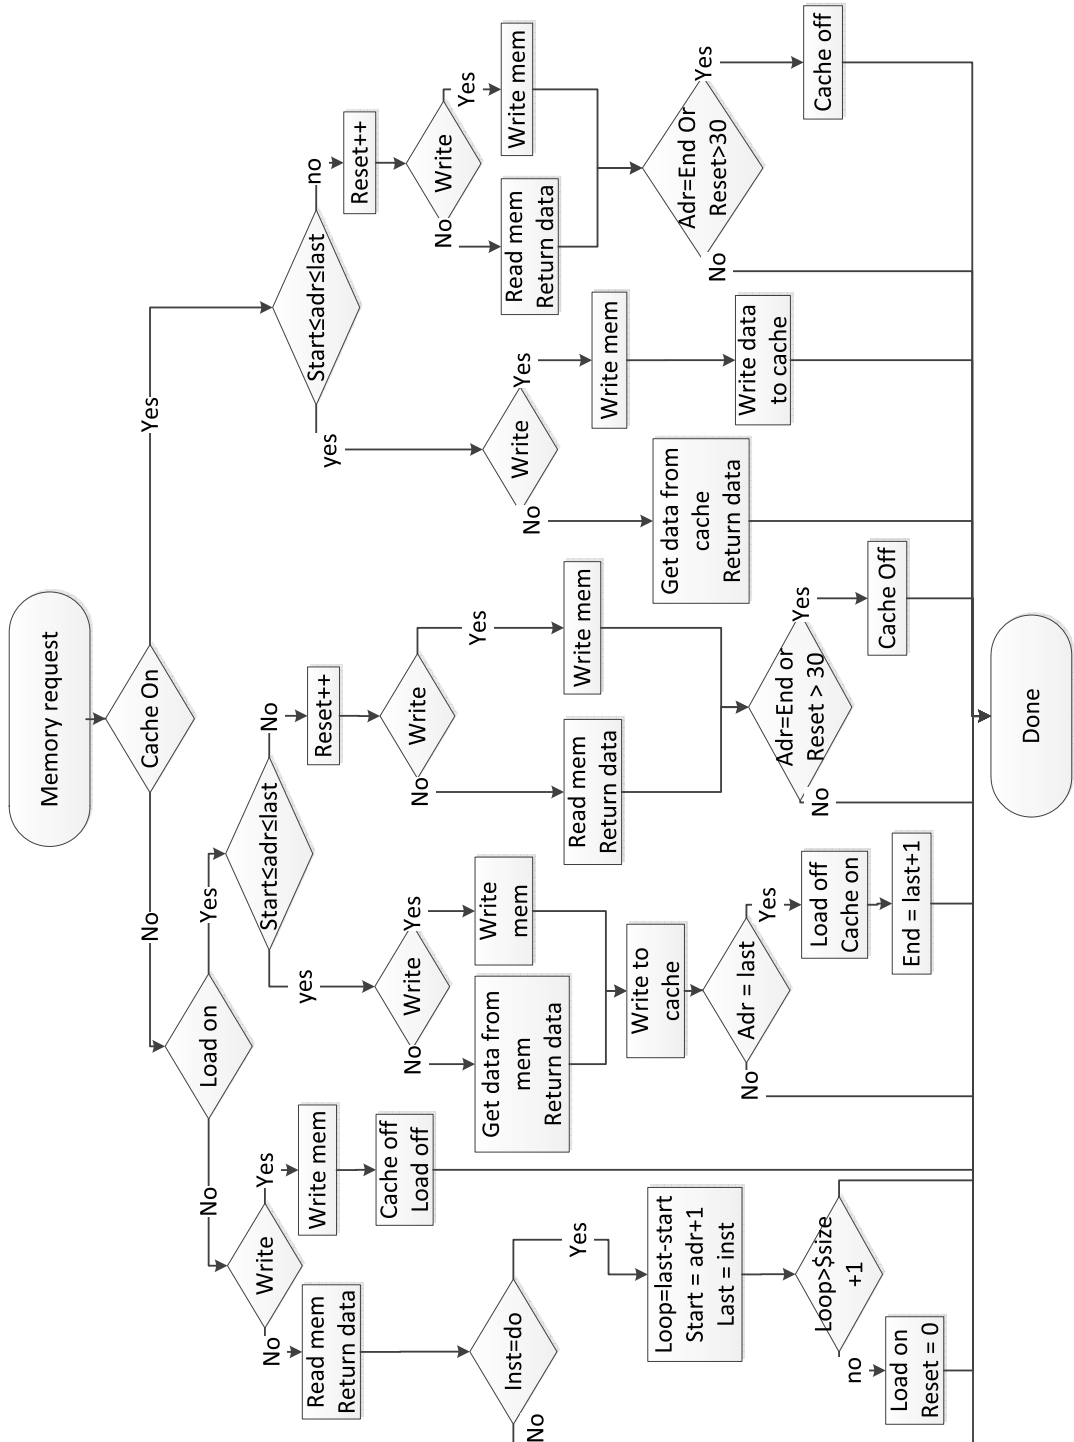 Memory request
Cache On
No
Yes
Load on
No
Yes
Write
No
Yes
Read mem
Return data
Write mem
Cache off
Load off
Inst=do
No
Yes
Loop=last-start
Start = adr+1
Last = inst
Loop>$size
+1
no
Load on
Reset = 0
Start≤adr≤last
yes
No
Write
No
Yes
Get data from
mem
Return data
Write
mem
Write to
cache
Adr = last
No
Yes
Load off
Cache on
End = last+1
Reset++
Write
No
Yes
Read mem
Return data
Write mem
Adr=End or
Reset > 30
No
Yes
Cache Off
Start≤adr≤last
yes
no
Write
No
Yes
Get data from
cache
Return data
Write mem
Write data
to cache
Reset++
Write
No
Yes
Read mem
Return data
Write mem
Adr=End Or
Reset>30
No
Yes
Cache off
Done